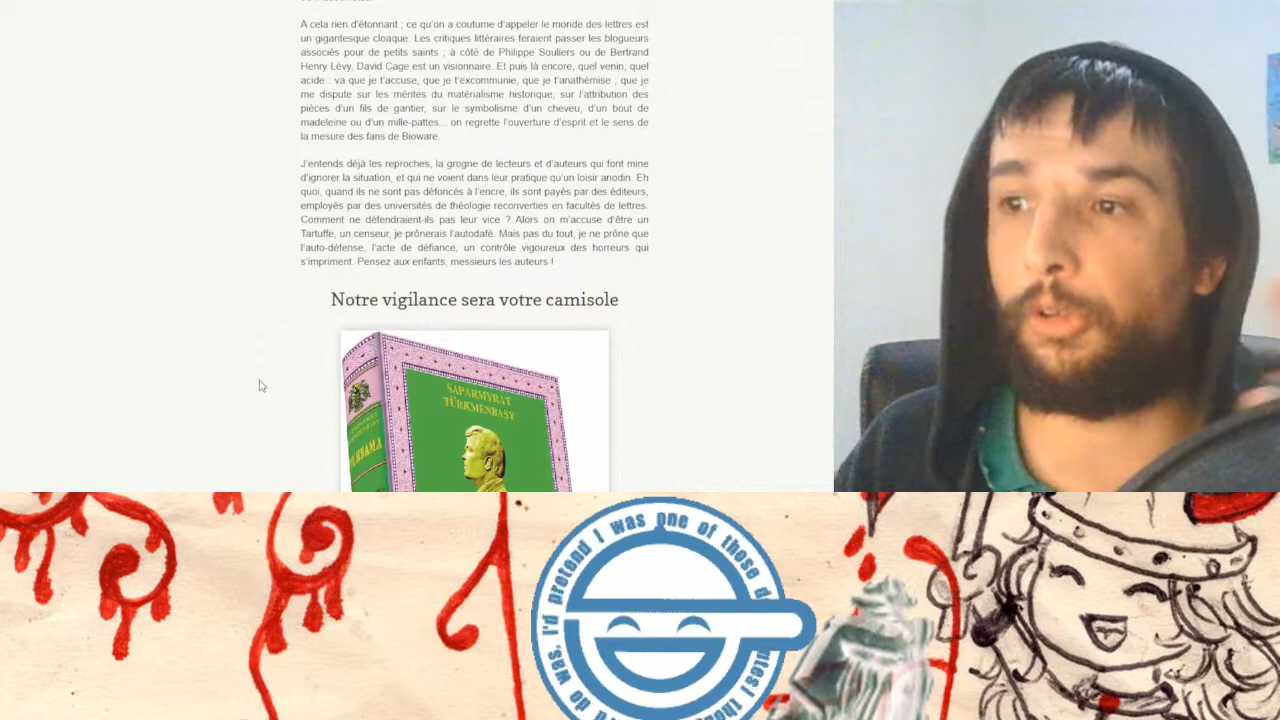 A cela rien d'étonnant ; ce qu'on a coutume d'appeler le monde des lettres est
un gigantesque cloaque. Les critiques littéraires feraient passer les blogueurs
associés pour de petits saints ; à côté de Philippe Souliers ou de Bertrand
Henry Lévy, David Cage est un visionnaire. Et puis là encore, quel venin, quel
acide : va que je t'accuse, que je t'excommunie, que je t'anathémise ; que je
me dispute sur les mérites du matérialisme historique, sur l'attribution des
pièces d'un fils de gantier, sur le symbolisme d'un cheveu, d'un bout de
madeleine ou d'un mille-pattes... on regrette l'ouverture d'esprit et le sens de
la mesure des fans de Bioware.
J'entends déjà les reproches, la grogne de lecteurs et d'auteurs qui font mine
d'ignorer la situation, et qui ne voient dans leur pratique qu'un loisir anodin. Eh
quoi, quand ils ne sont pas défoncés à l'encre, ils sont payés par des éditeurs,
employés par des universités de théologie reconverties en facultés de lettres.
Comment ne défendraient-ils pas leur vice ? Alors on m'accuse d'être un
Tartuffe, un censeur, je prônerais l'autodafé. Mais pas du tout, je ne prône que
l'auto-défense, l'acte de défiance, un contrôle vigoureux des horreurs qui
s'impriment. Pensez aux enfants, messieurs les auteurs !
Notre vigilance sera votre camisole
SAPARMYRAT
TÜRKMENBAŞY
I'd pretend I was one of those